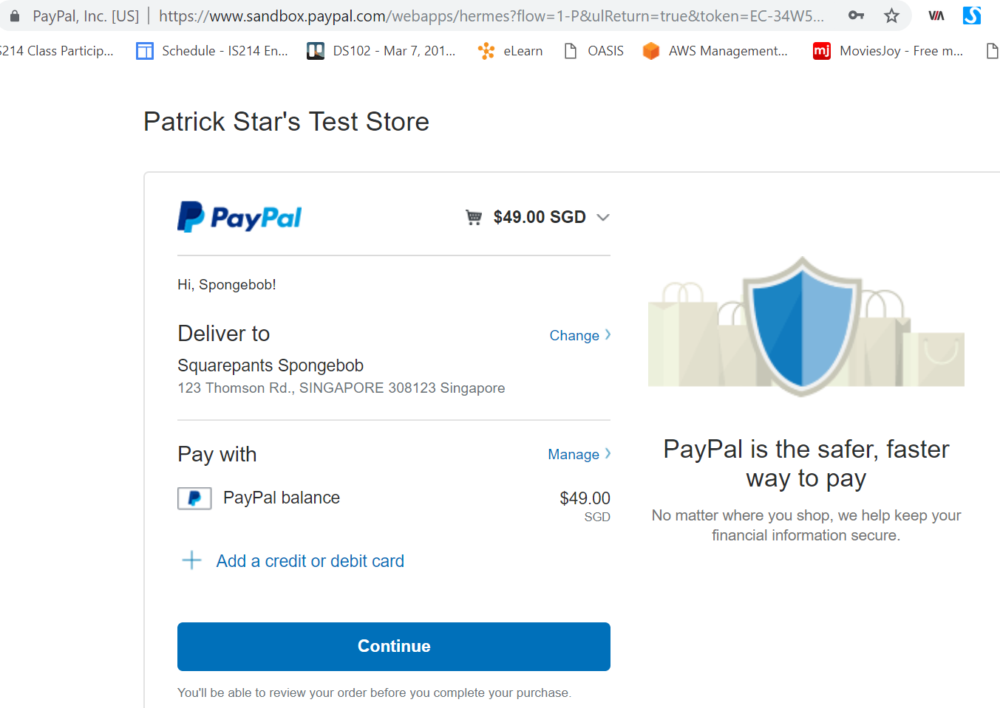 PayPal, Inc. [US] https://www.sandbox.paypal.com/webapps/hermes?flow=1-P&ulReturn=true&token=EC-34W5... VIA S
S214 Class Particip... Schedule - IS214 En... DS102 - Mar 7, 201... eLearn OASIS AWS Management... mj MoviesJoy - Free m...
Patrick Star's Test Store
PayPal $49.00 SGD
Hi, Spongebob!
Deliver to
Change
Squarepants Spongebob
123 Thomson Rd., SINGAPORE 308123 Singapore
Pay with
Manage
PayPal balance
$49.00
SGD
Add a credit or debit card
Continue
You'll be able to review your order before you complete your purchase.
PayPal is the safer, faster
way to pay
No matter where you shop, we help keep your
financial information secure.